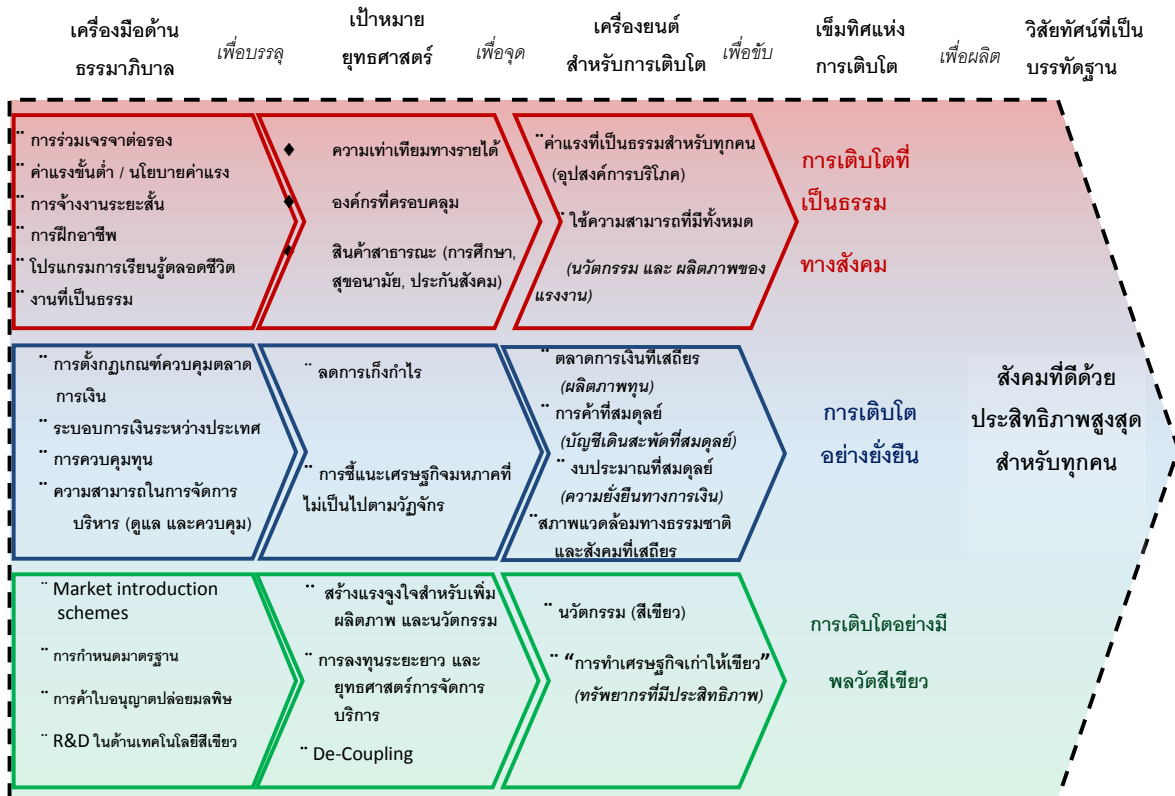 เครื่องมือด้าน
ธรรมาภิบาล
เพื่อบรรลุ
เป้าหมาย
ยุทธศาสตร์
เพื่อจุด
เครื่องยนต์
สำหรับการเติบโต
เพื่อขับ
เข็มทิศแห่ง
การเติบโต
เพื่อผลิต
วิสัยทัศน์ที่เป็น
บรรทัดฐาน
¨ การร่วมเจรจาต่อรอง
¨ ค่าแรงขั้นต่ำ / นโยบายค่าแรง
¨ การจ้างงานระยะสั้น
¨ การฝึกอาชีพ
¨ โปรแกรมการเรียนรู้ตลอดชีวิต
¨ งานที่เป็นธรรม
♦ ความเท่าเทียมทางรายได้
♦ องค์กรที่ครอบคลุม
♦ สินค้าสาธารณะ (การศึกษา,
สุขอนามัย, ประกันสังคม)
¨ ค่าแรงที่เป็นธรรมสำหรับทุกคน
(อุปสงค์การบริโภค)
¨ ใช้ความสามารถที่มีทั้งหมด
(นวัตกรรม และ ผลิตภาพของ
แรงงาน)
การเติบโตที่
เป็นธรรม
ทางสังคม
¨ การตั้งกฏเกณฑ์ควบคุมตลาด
การเงิน
¨ ระบอบการเงินระหว่างประเทศ
¨ การควบคุมทุน
¨ ความสามารถในการจัดการ
บริหาร (ดูแล และควบคุม)
¨ ลดการเก็งกำไร
¨ การชี้แนะเศรษฐกิจมหภาคที่
ไม่เป็นไปตามวัฏจักร
¨ ตลาดการเงินที่เสถียร
(ผลิตภาพทุน)
¨ การค้าที่สมดุลย์
(บัญชีเดินสะพัดที่สมดุลย์)
¨ งบประมาณที่สมดุลย์
(ความยั่งยืนทางการเงิน)
¨ สภาพแวดล้อมทางธรรมชาติ
และสังคมที่เสถียร
การเติบโต
อย่างยั่งยืน
สังคมที่ดีด้วย
ประสิทธิภาพสูงสุด
สำหรับทุกคน
¨ Market introduction
schemes
¨ การกำหนดมาตรฐาน
¨ การค้าใบอนุญาตปล่อยมลพิษ
¨ R&D ในด้านเทคโนโลยีสีเขียว
¨ สร้างแรงจูงใจสำหรับเพิ่ม
ผลิตภาพ และนวัตกรรม
¨ การลงทุนระยะยาว และ
ยุทธศาสตร์การจัดการ
บริการ
¨ De-Coupling
¨ นวัตกรรม (สีเขียว)
¨ “การทำเศรษฐกิจเก่าให้เขียว”
(ทรัพยากรที่มีประสิทธิภาพ)
การเติบโตอย่างมี
พลวัตสีเขียว